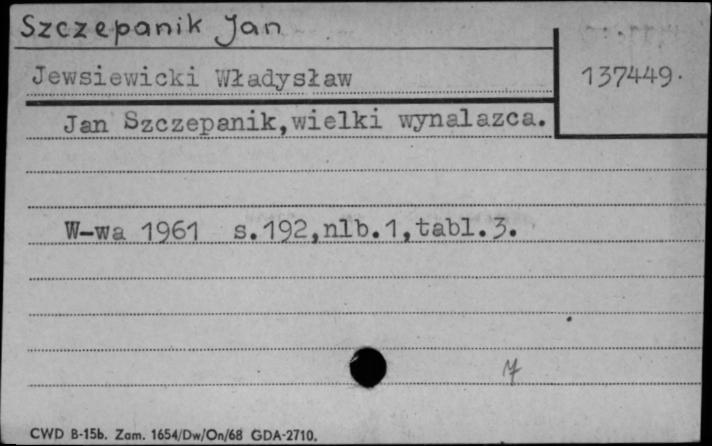 Szczepanik Jan
Jewsiewicki Władysław
137449.
Jan Szczepanik,wielki wynalazca.
W-wa 1961 s.192,nlb.1,tabl.3.
CWD B-15b. Zam. 1654/Dw/On/68 GDA-2710.